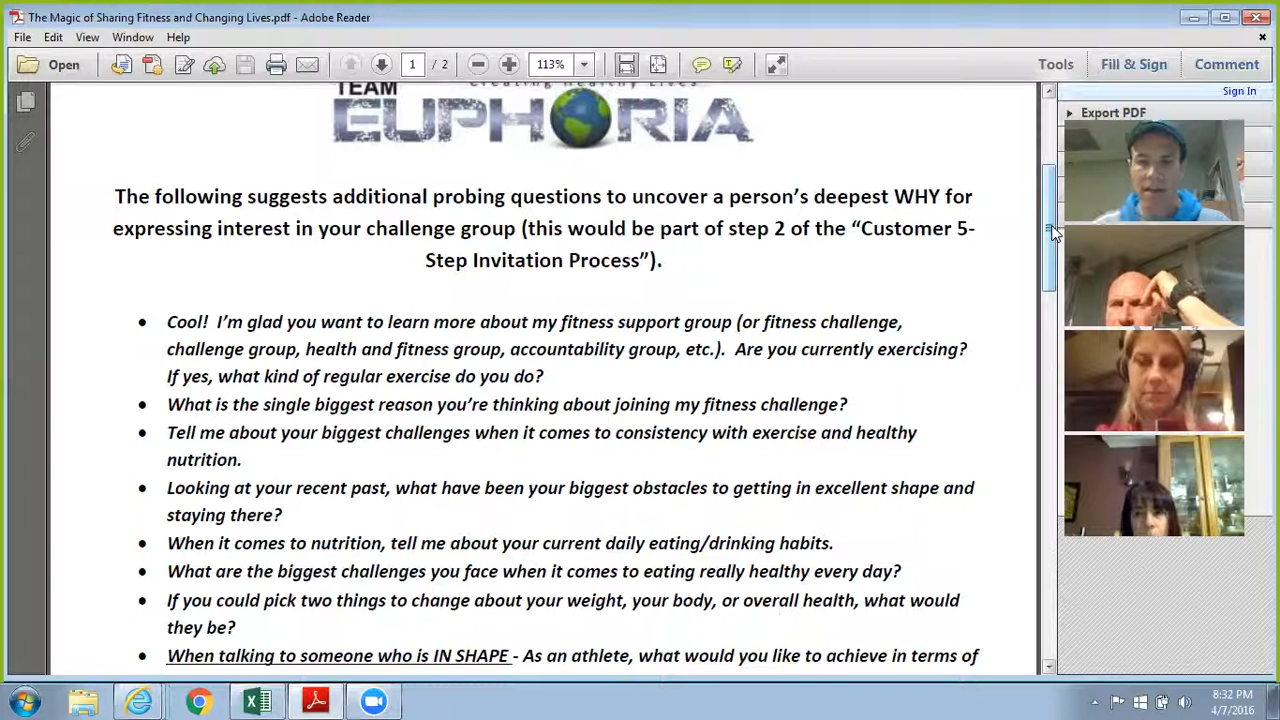 The Magic of Sharing Fitness and Changing Lives.pdf - Adobe Reader
File Edit View Window Help
Open 1 / 2 113% Tools Fill & Sign Comment
Sign In
Export PDF
Creating Healthy Lives
TEAM
EUPHORIA
The following suggests additional probing questions to uncover a person’s deepest WHY for
expressing interest in your challenge group (this would be part of step 2 of the “Customer 5-
Step Invitation Process”).
• Cool!  I’m glad you want to learn more about my fitness support group (or fitness challenge,
challenge group, health and fitness group, accountability group, etc.).  Are you currently exercising?
If yes, what kind of regular exercise do you do?
• What is the single biggest reason you’re thinking about joining my fitness challenge?
• Tell me about your biggest challenges when it comes to consistency with exercise and healthy
nutrition.
• Looking at your recent past, what have been your biggest obstacles to getting in excellent shape and
staying there?
• When it comes to nutrition, tell me about your current daily eating/drinking habits.
• What are the biggest challenges you face when it comes to eating really healthy every day?
• If you could pick two things to change about your weight, your body, or overall health, what would
they be?
• When talking to someone who is IN SHAPE - As an athlete, what would you like to achieve in terms of
8:32 PM
4/7/2016